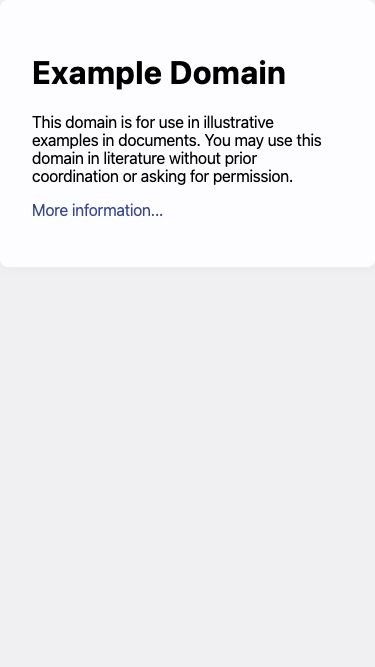 Example Domain
This domain is for use in illustrative
examples in documents. You may use this
domain in literature without prior
coordination or asking for permission.
More information...